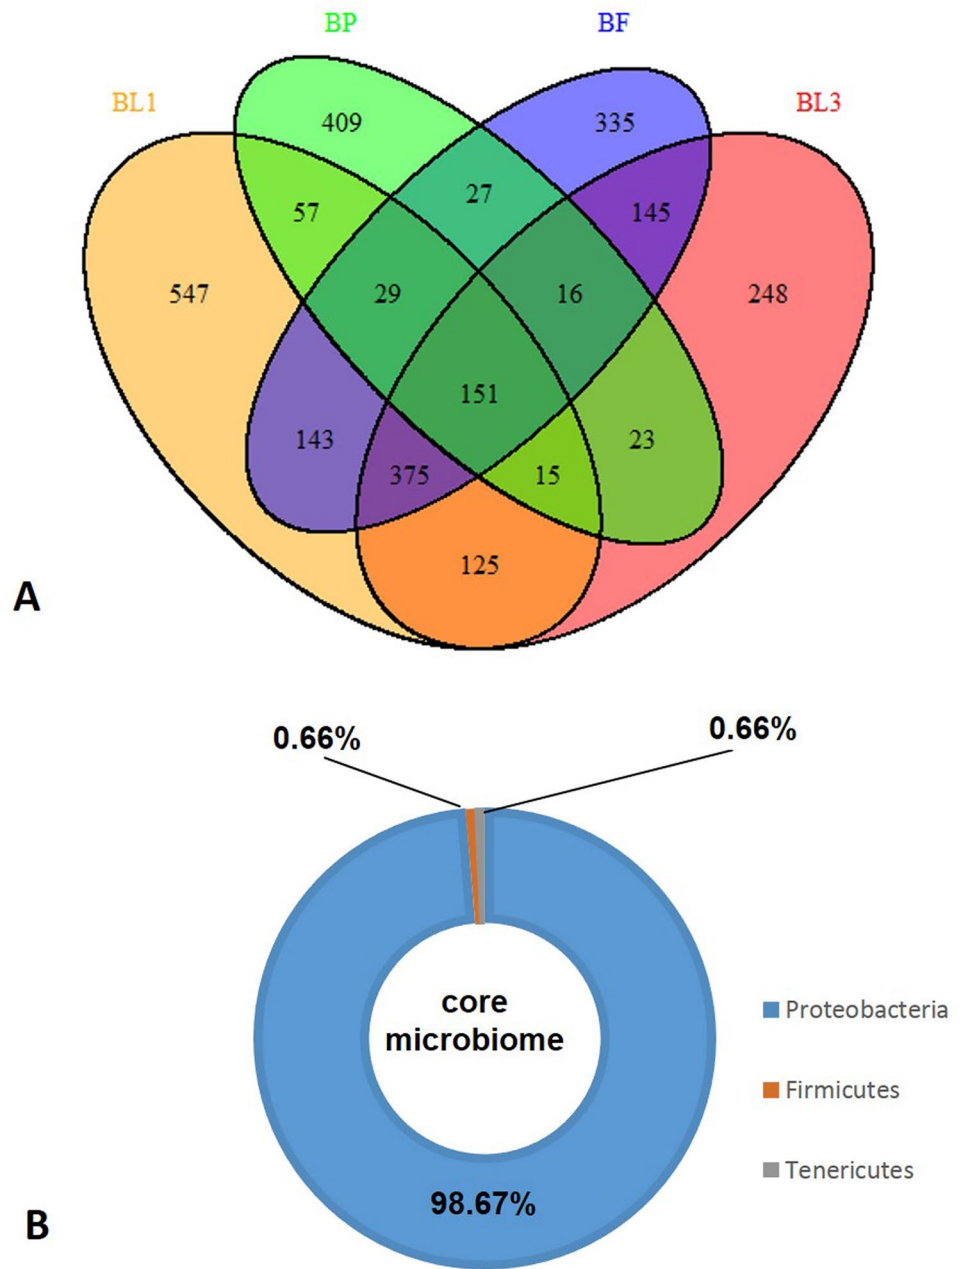 BP
BF
BL1
BL3
409
335
57
27
145
547
29
16
248
151
143
375
15
23
125
A
0.66%
0.66%
core
microbiome
Proteobacteria
Firmicutes
Tenericutes
98.67%
B